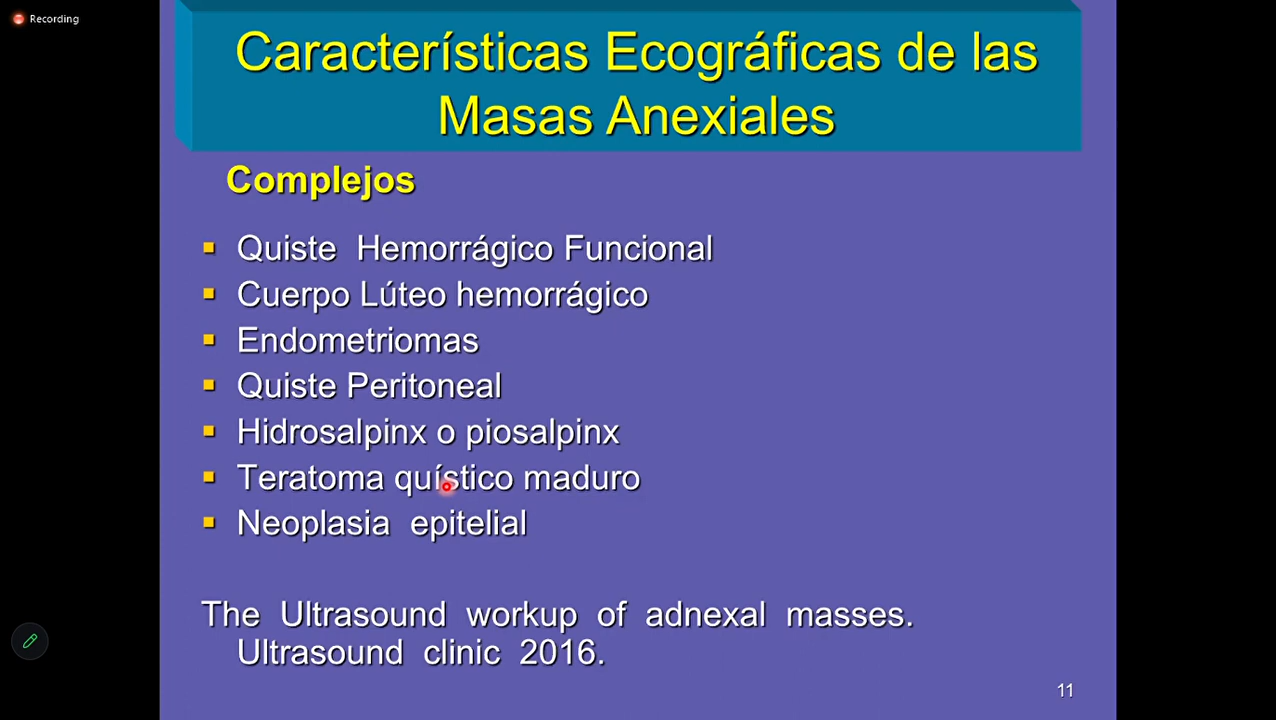 Recording
Características Ecográficas de las
Masas Anexiales
Complejos
Quiste Hemorrágico Funcional
Cuerpo Lúteo hemorrágico
Endometriomas
Quiste Peritoneal
Hidrosalpinx o piosalpinx
Teratoma quístico maduro
Neoplasia epitelial
The Ultrasound workup of adnexal masses.
Ultrasound clinic 2016.
11